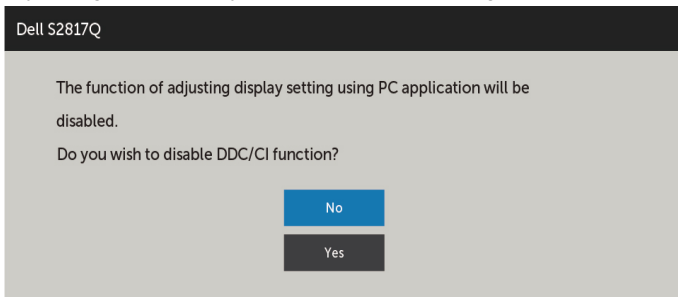 Dell S2817Q
The function of adjusting display setting using PC application will be
disabled.
Do you wish to disable DDC/CI function?
No
Yes